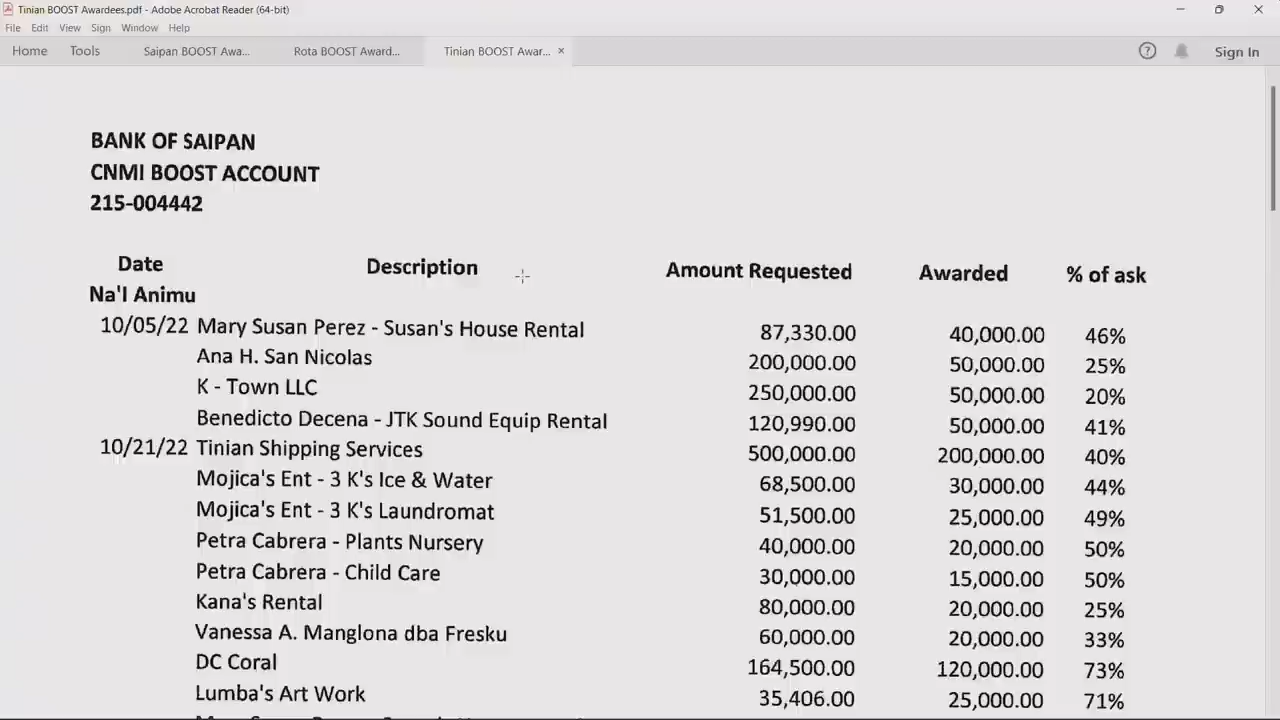 Tinian BOOST Awardees.pdf - Adobe Acrobat Reader (64-bit)
File Edit View Sign Window Help
Home Tools Saipan BOOST Awa... Rota BOOST Award... Tinian BOOST Awar... × Sign In
BANK OF SAIPAN
CNMI BOOST ACCOUNT
215-004442
Date Description Amount Requested Awarded % of ask
Na'l Animu
10/05/22 Mary Susan Perez - Susan's House Rental 87,330.00 40,000.00 46%
Ana H. San Nicolas 200,000.00 50,000.00 25%
K - Town LLC 250,000.00 50,000.00 20%
Benedicto Decena - JTK Sound Equip Rental 120,990.00 50,000.00 41%
10/21/22 Tinian Shipping Services 500,000.00 200,000.00 40%
Mojica's Ent - 3 K's Ice & Water 68,500.00 30,000.00 44%
Mojica's Ent - 3 K's Laundromat 51,500.00 25,000.00 49%
Petra Cabrera - Plants Nursery 40,000.00 20,000.00 50%
Petra Cabrera - Child Care 30,000.00 15,000.00 50%
Kana's Rental 80,000.00 20,000.00 25%
Vanessa A. Manglona dba Fresku 60,000.00 20,000.00 33%
DC Coral 164,500.00 120,000.00 73%
Lumba's Art Work 35,406.00 25,000.00 71%